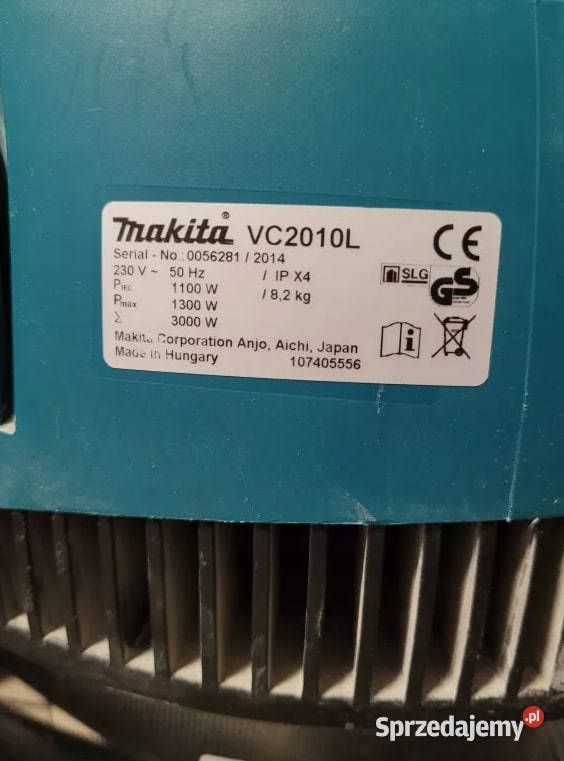 makita® VC2010L
Serial - No.: 0056281 / 2014
230 V ~ 50 Hz / IP X4
PIEC 1100 W / 8,2 kg
Pmax 1300 W
Σ 3000 W
Makita Corporation Anjo, Aichi, Japan
Made in Hungary 107405556
CE
SLG
GS
Sprzedajemy.pl